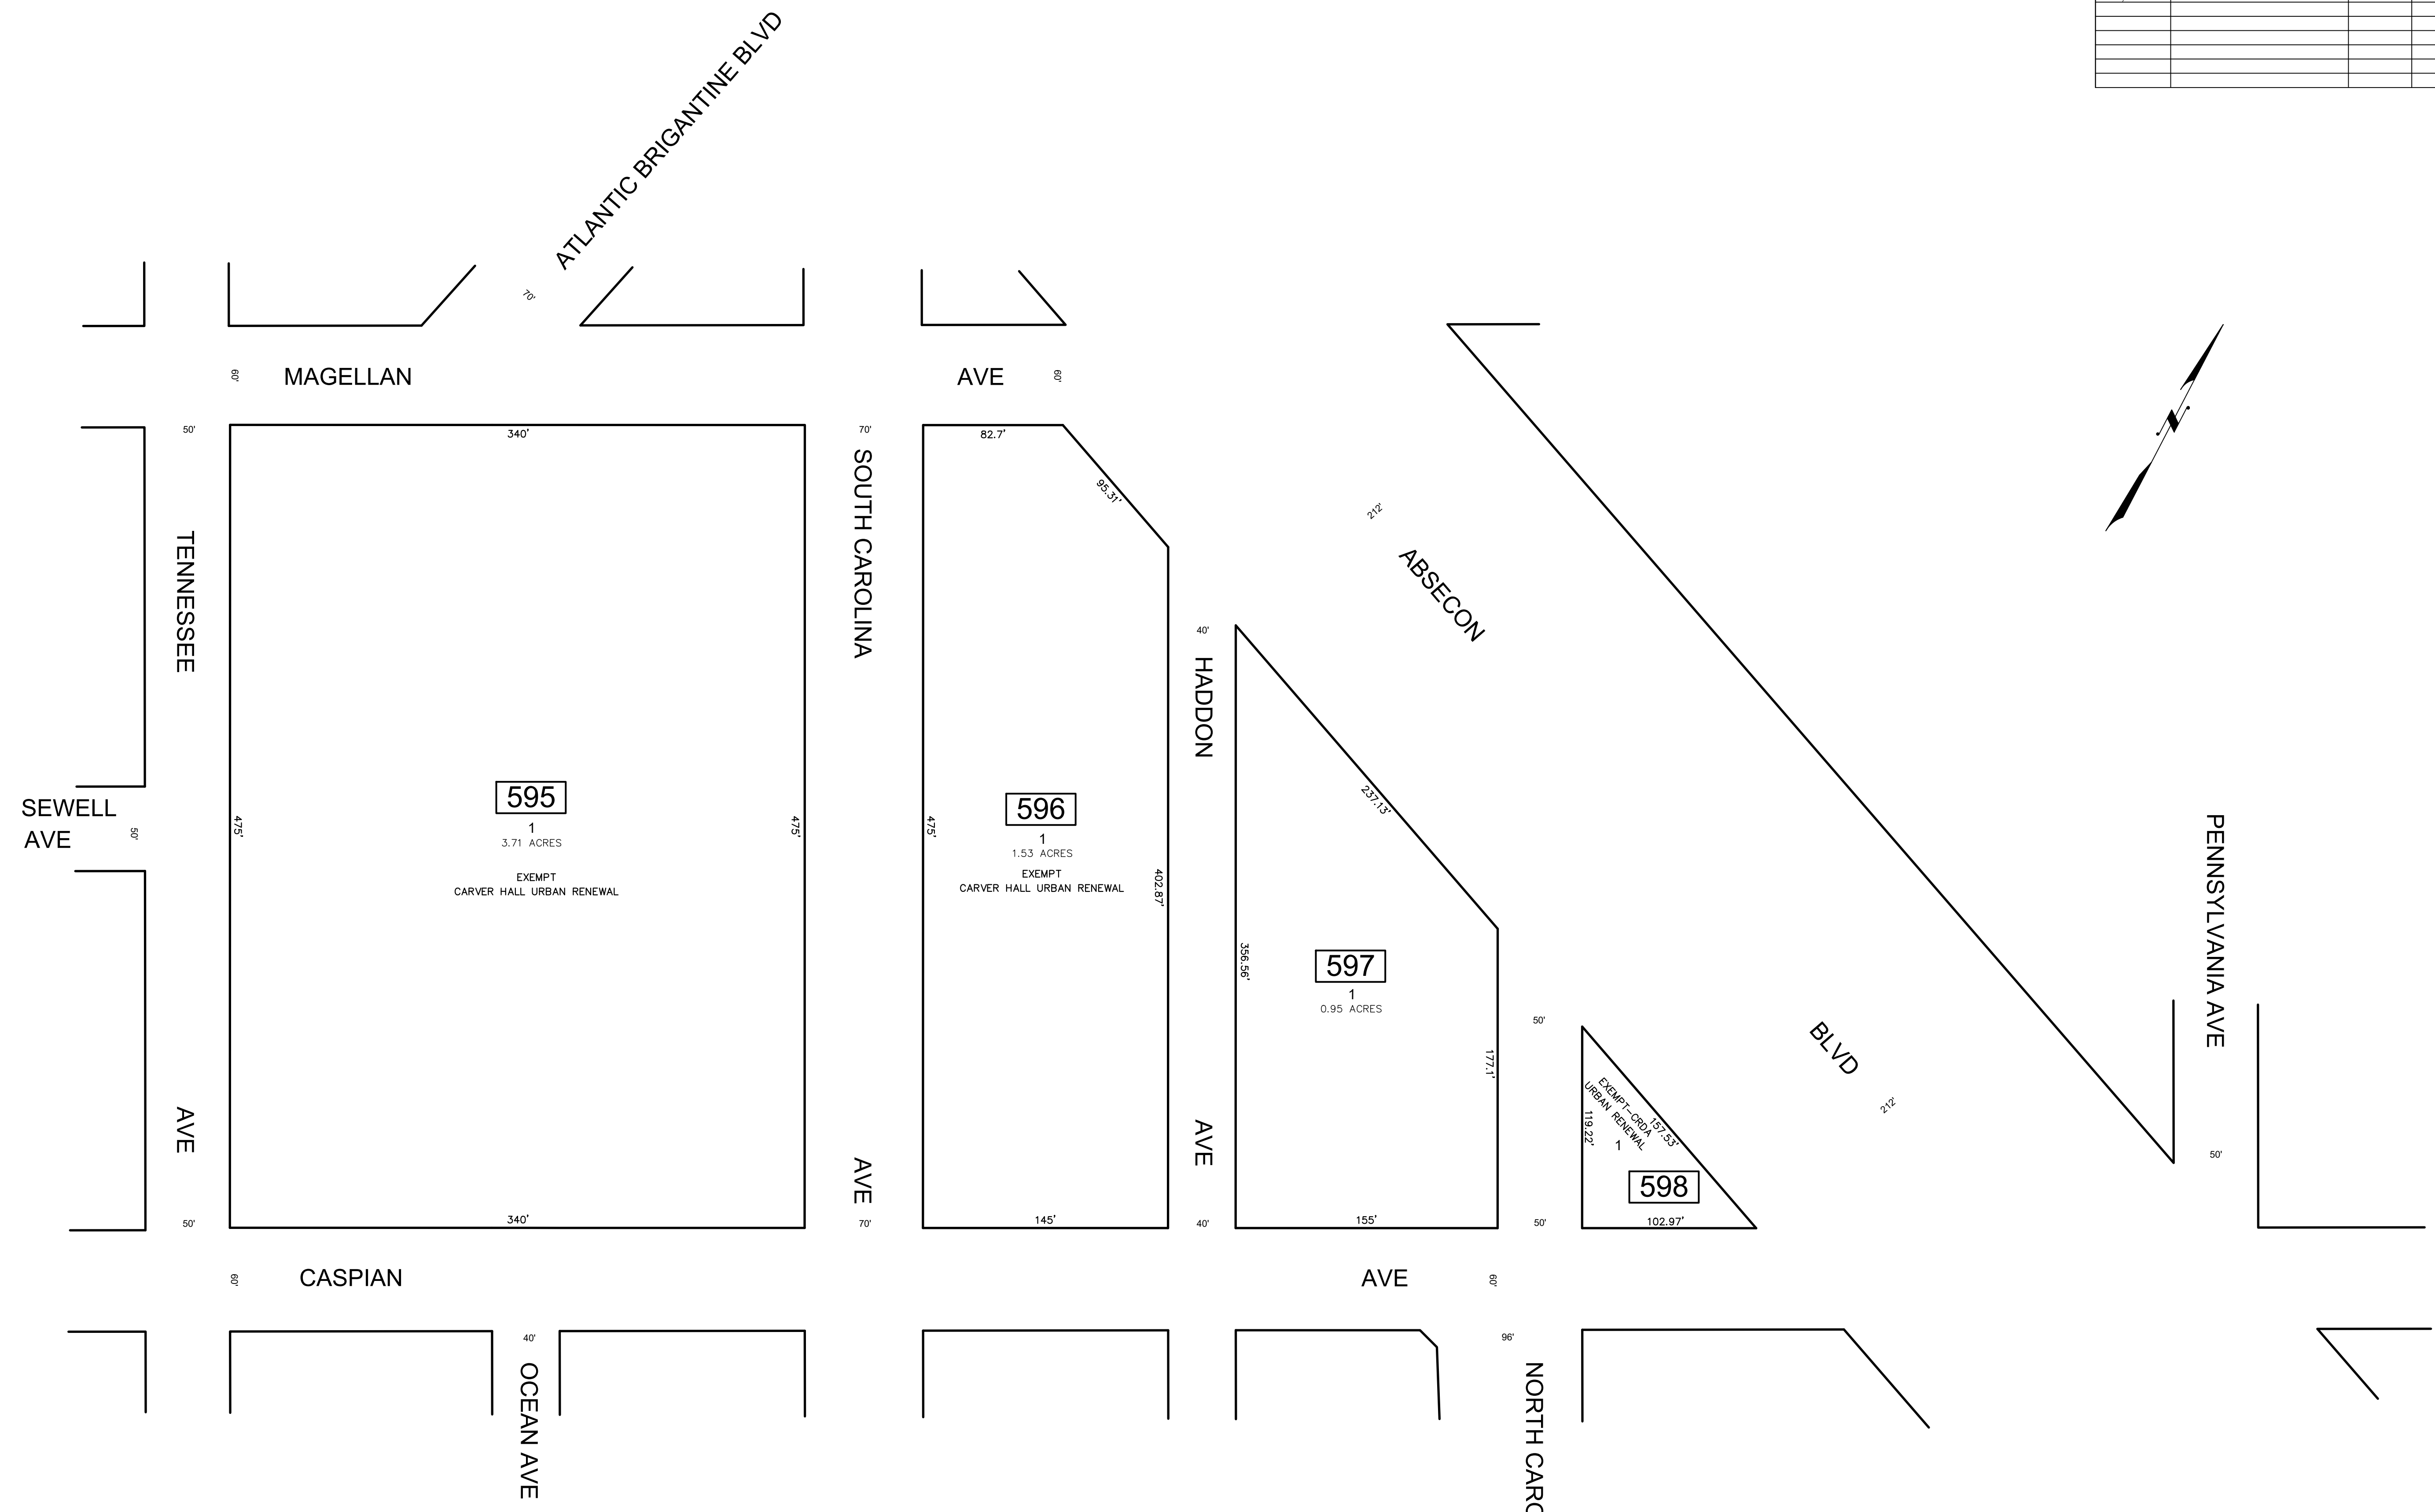 ATLANTIC BRIGANTINE BLVD
70'
60'
MAGELLAN
AVE
60'
50'
340'
70'
82.7'
95.31'
212'
ABSECON
TENNESSEE
SOUTH CAROLINA
40'
HADDON
237.13'
SEWELL
AVE
50'
475'
595
1
3.71 ACRES
EXEMPT
CARVER HALL URBAN RENEWAL
475'
475'
596
1
1.53 ACRES
EXEMPT
CARVER HALL URBAN RENEWAL
402.87'
356.56'
597
1
0.95 ACRES
177.1'
PENNSYLVANIA AVE
50'
BLVD
212'
EXEMPT-CRDA
URBAN RENEWAL
157.53'
119.22'
1
598
102.97'
50'
AVE
AVE
AVE
50'
340'
70'
145'
40'
155'
50'
60'
CASPIAN
AVE
60'
40'
OCEAN AVE
96'
NORTH CARO